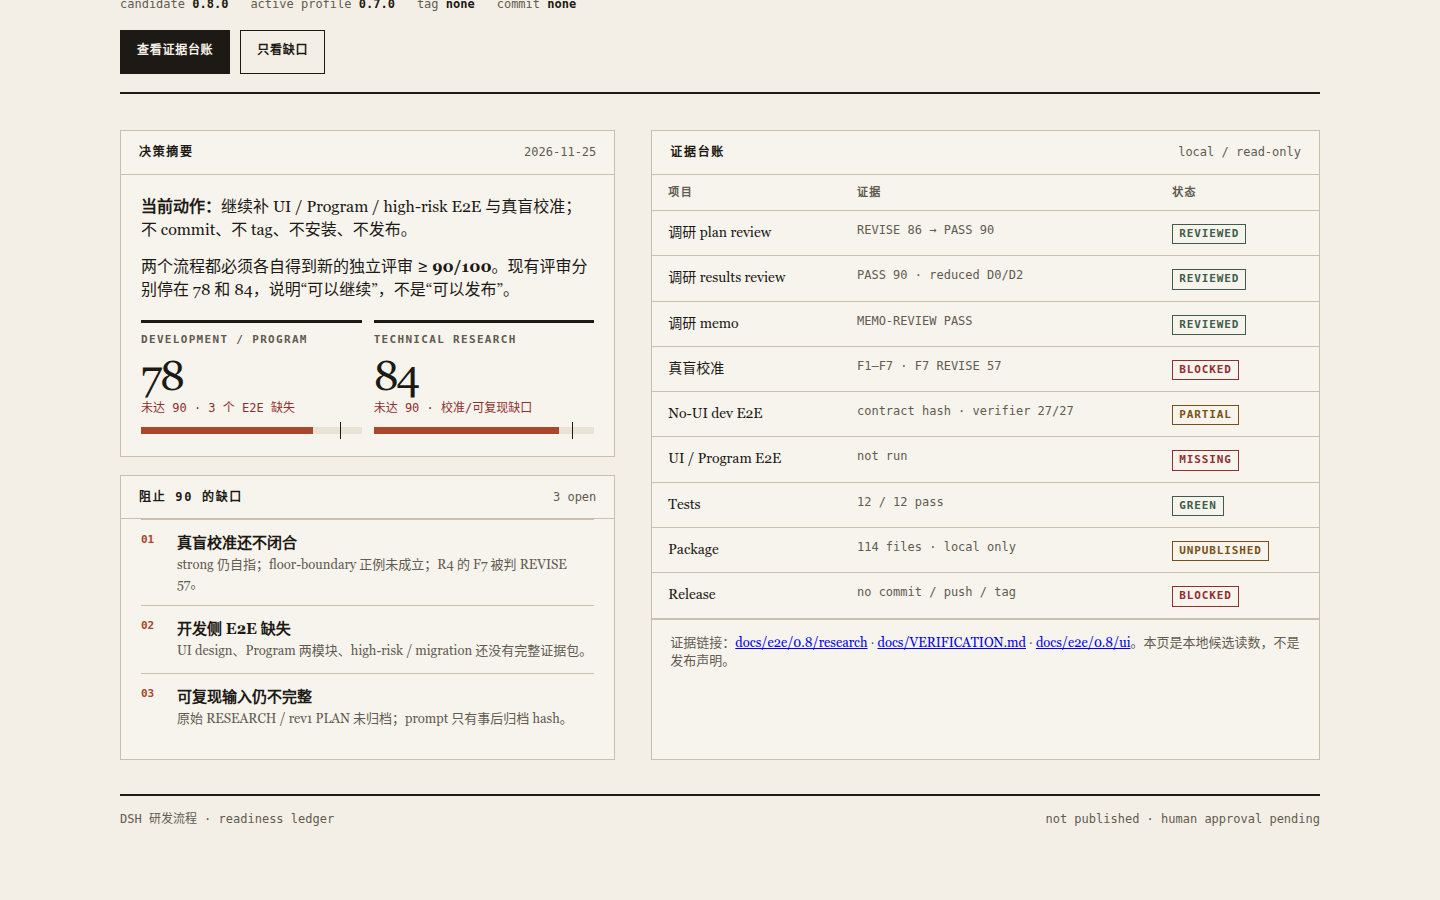 candidate 0.8.0 active profile 0.7.0 tag none commit none
查看证据台账 只看缺口
决策摘要 2026-11-25
当前动作：继续补 UI / Program / high-risk E2E 与真盲校准；
不 commit、不 tag、不安装、不发布。
两个流程都必须各自得到新的独立评审 ≥ 90/100。现有评审分
别停在 78 和 84，说明“可以继续”，不是“可以发布”。
DEVELOPMENT / PROGRAM
78
未达 90 · 3 个 E2E 缺失
TECHNICAL RESEARCH
84
未达 90 · 校准/可复现缺口
阻止 90 的缺口 3 open
01 真盲校准还不闭合
strong 仍自指；floor-boundary 正例未成立；R4 的 F7 被判 REVISE
57。
02 开发侧 E2E 缺失
UI design、Program 两模块、high-risk / migration 还没有完整证据包。
03 可复现输入仍不完整
原始 RESEARCH / rev1 PLAN 未归档；prompt 只有事后归档 hash。
证据台账 local / read-only
项目 证据 状态
调研 plan review REVISE 86 → PASS 90 REVIEWED
调研 results review PASS 90 · reduced D0/D2 REVIEWED
调研 memo MEMO-REVIEW PASS REVIEWED
真盲校准 F1–F7 · F7 REVISE 57 BLOCKED
No-UI dev E2E contract hash · verifier 27/27 PARTIAL
UI / Program E2E not run MISSING
Tests 12 / 12 pass GREEN
Package 114 files · local only UNPUBLISHED
Release no commit / push / tag BLOCKED
证据链接：docs/e2e/0.8/research · docs/VERIFICATION.md · docs/e2e/0.8/ui。本页是本地候选读数，不是
发布声明。
DSH 研发流程 · readiness ledger not published · human approval pending